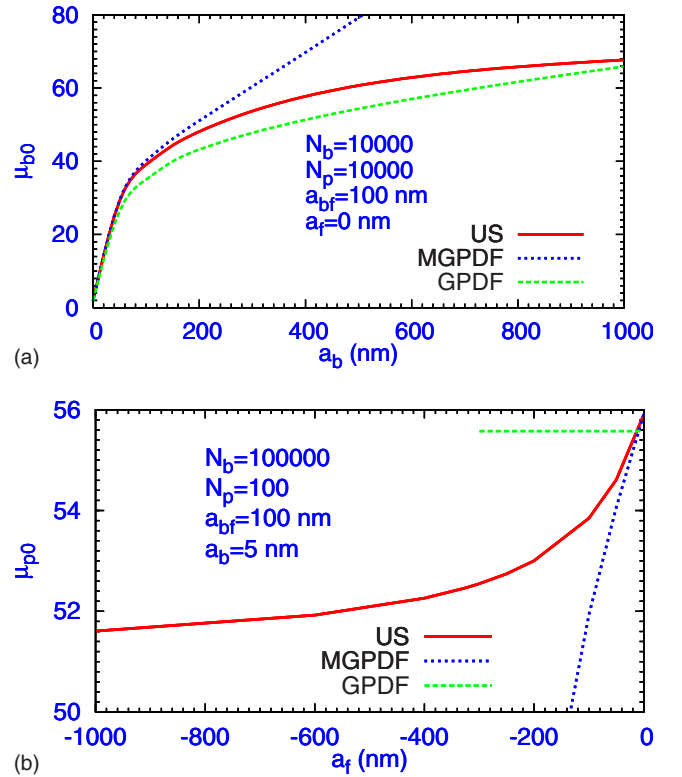 80
60
40
20
0
μb0
Nb=10000
Np=10000
abf=100 nm
af=0 nm
US
MGPDF
GPDF
0 200 400 600 800 1000
ab (nm)
(a)
56
54
52
50
μp0
Nb=100000
Np=100
abf=100 nm
ab=5 nm
US
MGPDF
GPDF
-1000 -800 -600 -400 -200 0
af (nm)
(b)